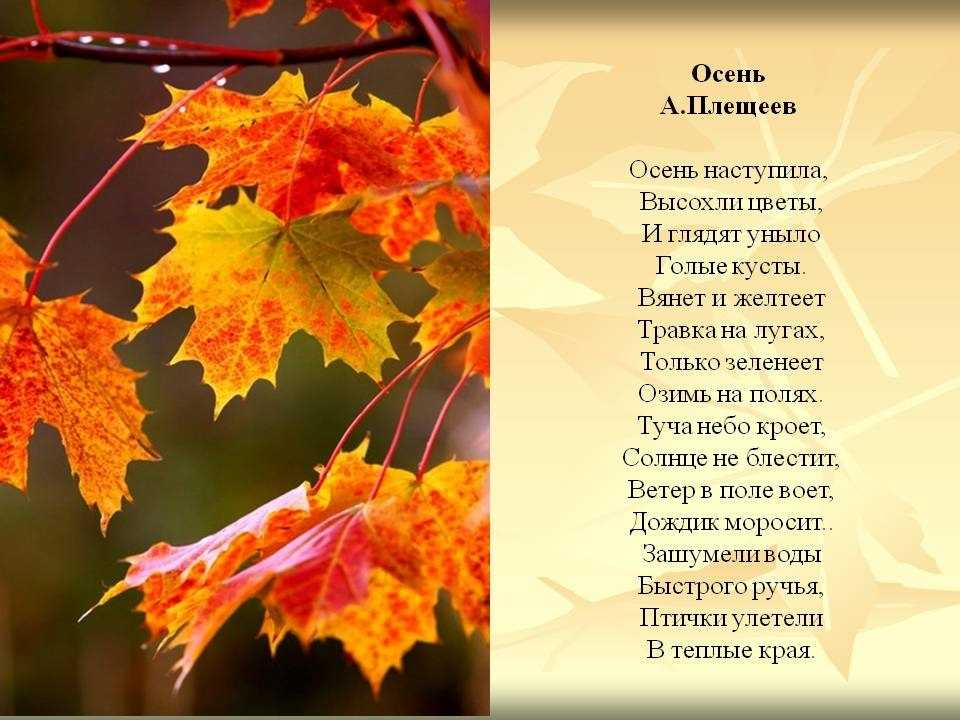 Осень
А.Плещеев
Осень наступила,
Высохли цветы,
И глядят уныло
Голые кусты.
Вянет и желтеет
Травка на лугах,
Только зеленеет
Озимь на полях.
Туча небо кроет,
Солнце не блестит,
Ветер в поле воет,
Дождик моросит..
Зашумели воды
Быстрого ручья,
Птички улетели
В теплые края.